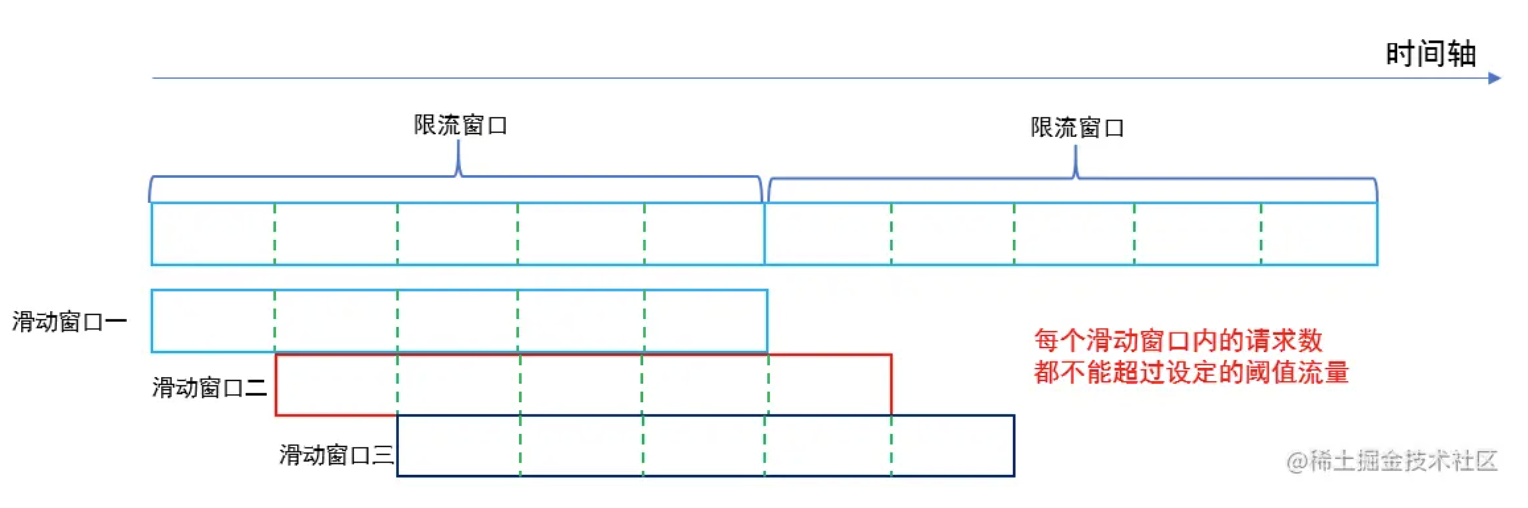 时间轴
限流窗口
限流窗口
滑动窗口一
每个滑动窗口内的请求数
都不能超过设定的阈值流量
滑动窗口二
滑动窗口三
@稀土掘金技术社区